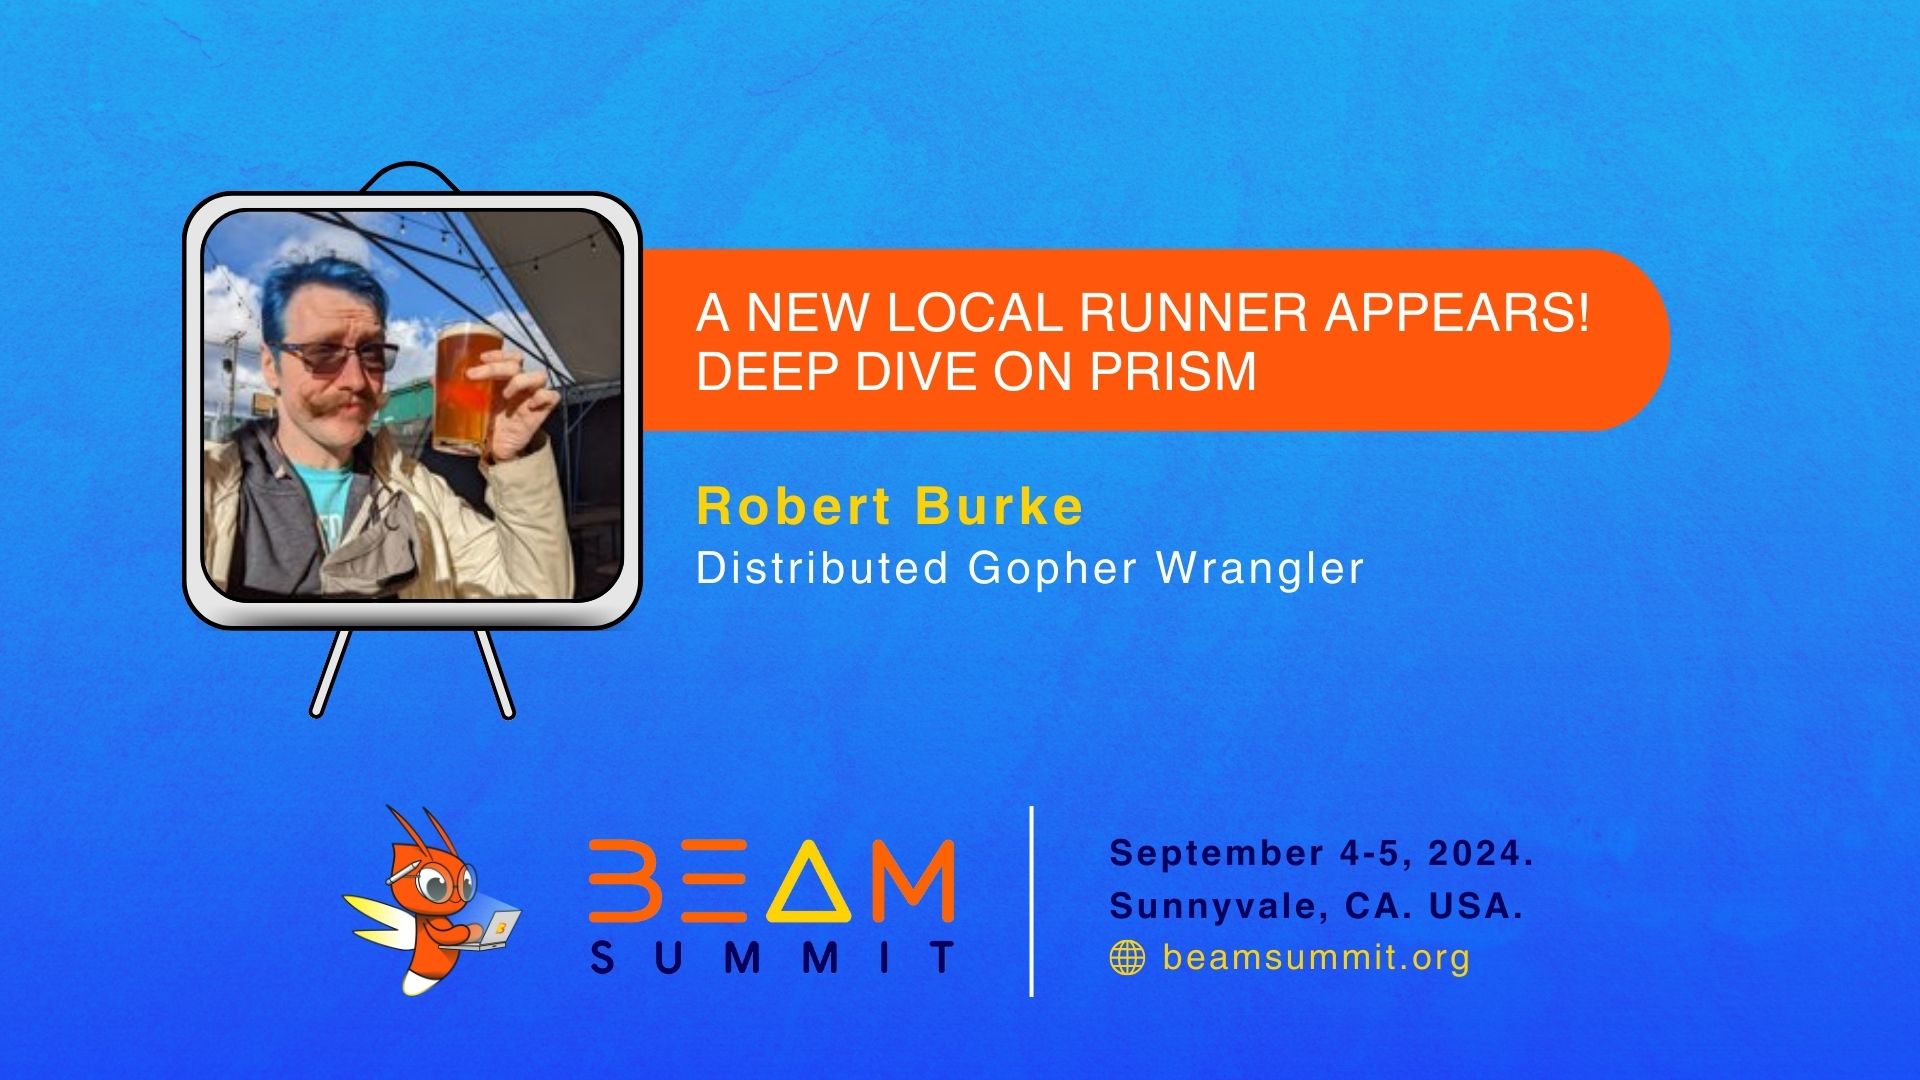 A NEW LOCAL RUNNER APPEARS!
DEEP DIVE ON PRISM
Robert Burke
Distributed Gopher Wrangler
BEAM
SUMMIT
September 4-5, 2024.
Sunnyvale, CA. USA.
beamsummit.org